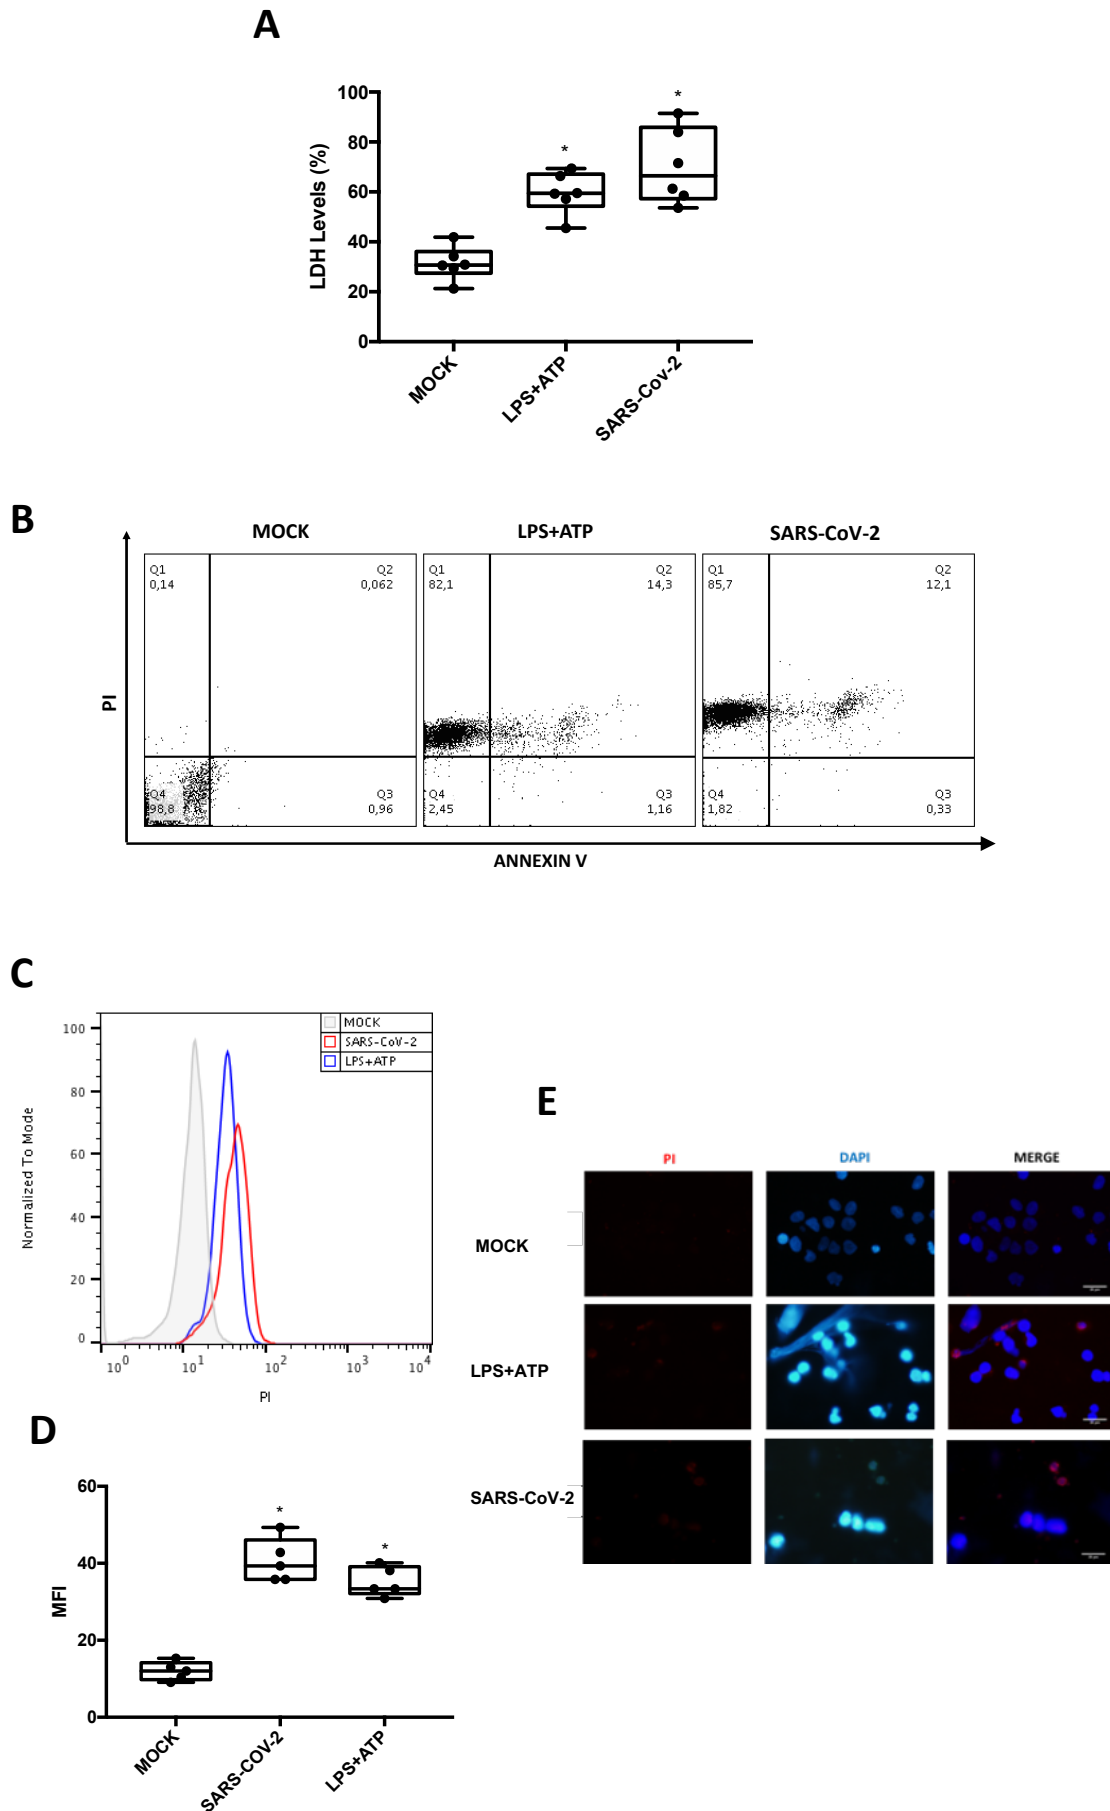 A
LDH Levels (%)
100
80
60
40
20
0
*
*
MOCK
LPS+ATP
SARS-Cov-2
B
MOCK
LPS+ATP
SARS-CoV-2
PI
Q1
0,14
Q2
0,062
Q4
98,8
Q3
0,96
Q1
82,1
Q2
14,3
Q4
2,45
Q3
1,16
Q1
85,7
Q2
12,1
Q4
1,82
Q3
0,33
ANNEXIN V
C
Normalized To Mode
100
80
60
40
20
0
MOCK
SARS-CoV-2
LPS+ATP
10^0
10^1
10^2
10^3
10^4
PI
D
MFI
60
40
20
0
*
*
MOCK
SARS-COV-2
LPS+ATP
E
PI
DAPI
MERGE
MOCK
LPS+ATP
SARS-CoV-2